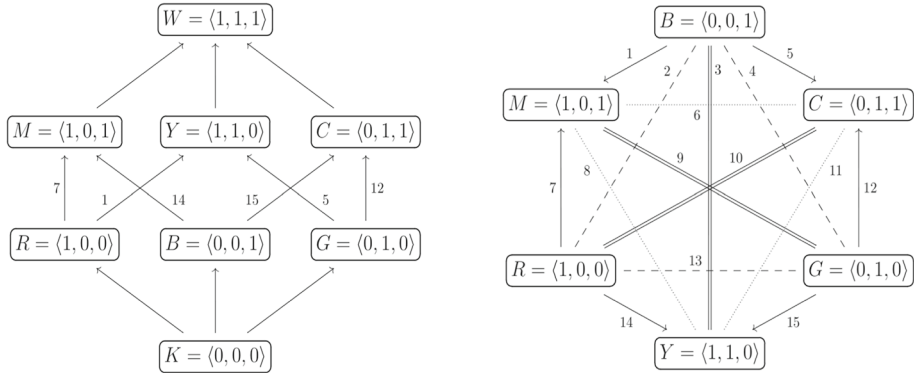 W = ⟨1, 1, 1⟩
M = ⟨1, 0, 1⟩ Y = ⟨1, 1, 0⟩ C = ⟨0, 1, 1⟩
7 1 14 15 5 12
R = ⟨1, 0, 0⟩ B = ⟨0, 0, 1⟩ G = ⟨0, 1, 0⟩
K = ⟨0, 0, 0⟩
B = ⟨0, 0, 1⟩
1 2 3 4 5
M = ⟨1, 0, 1⟩ C = ⟨0, 1, 1⟩
6
9 10
8 11
7 12
13
R = ⟨1, 0, 0⟩ G = ⟨0, 1, 0⟩
14 15
Y = ⟨1, 1, 0⟩